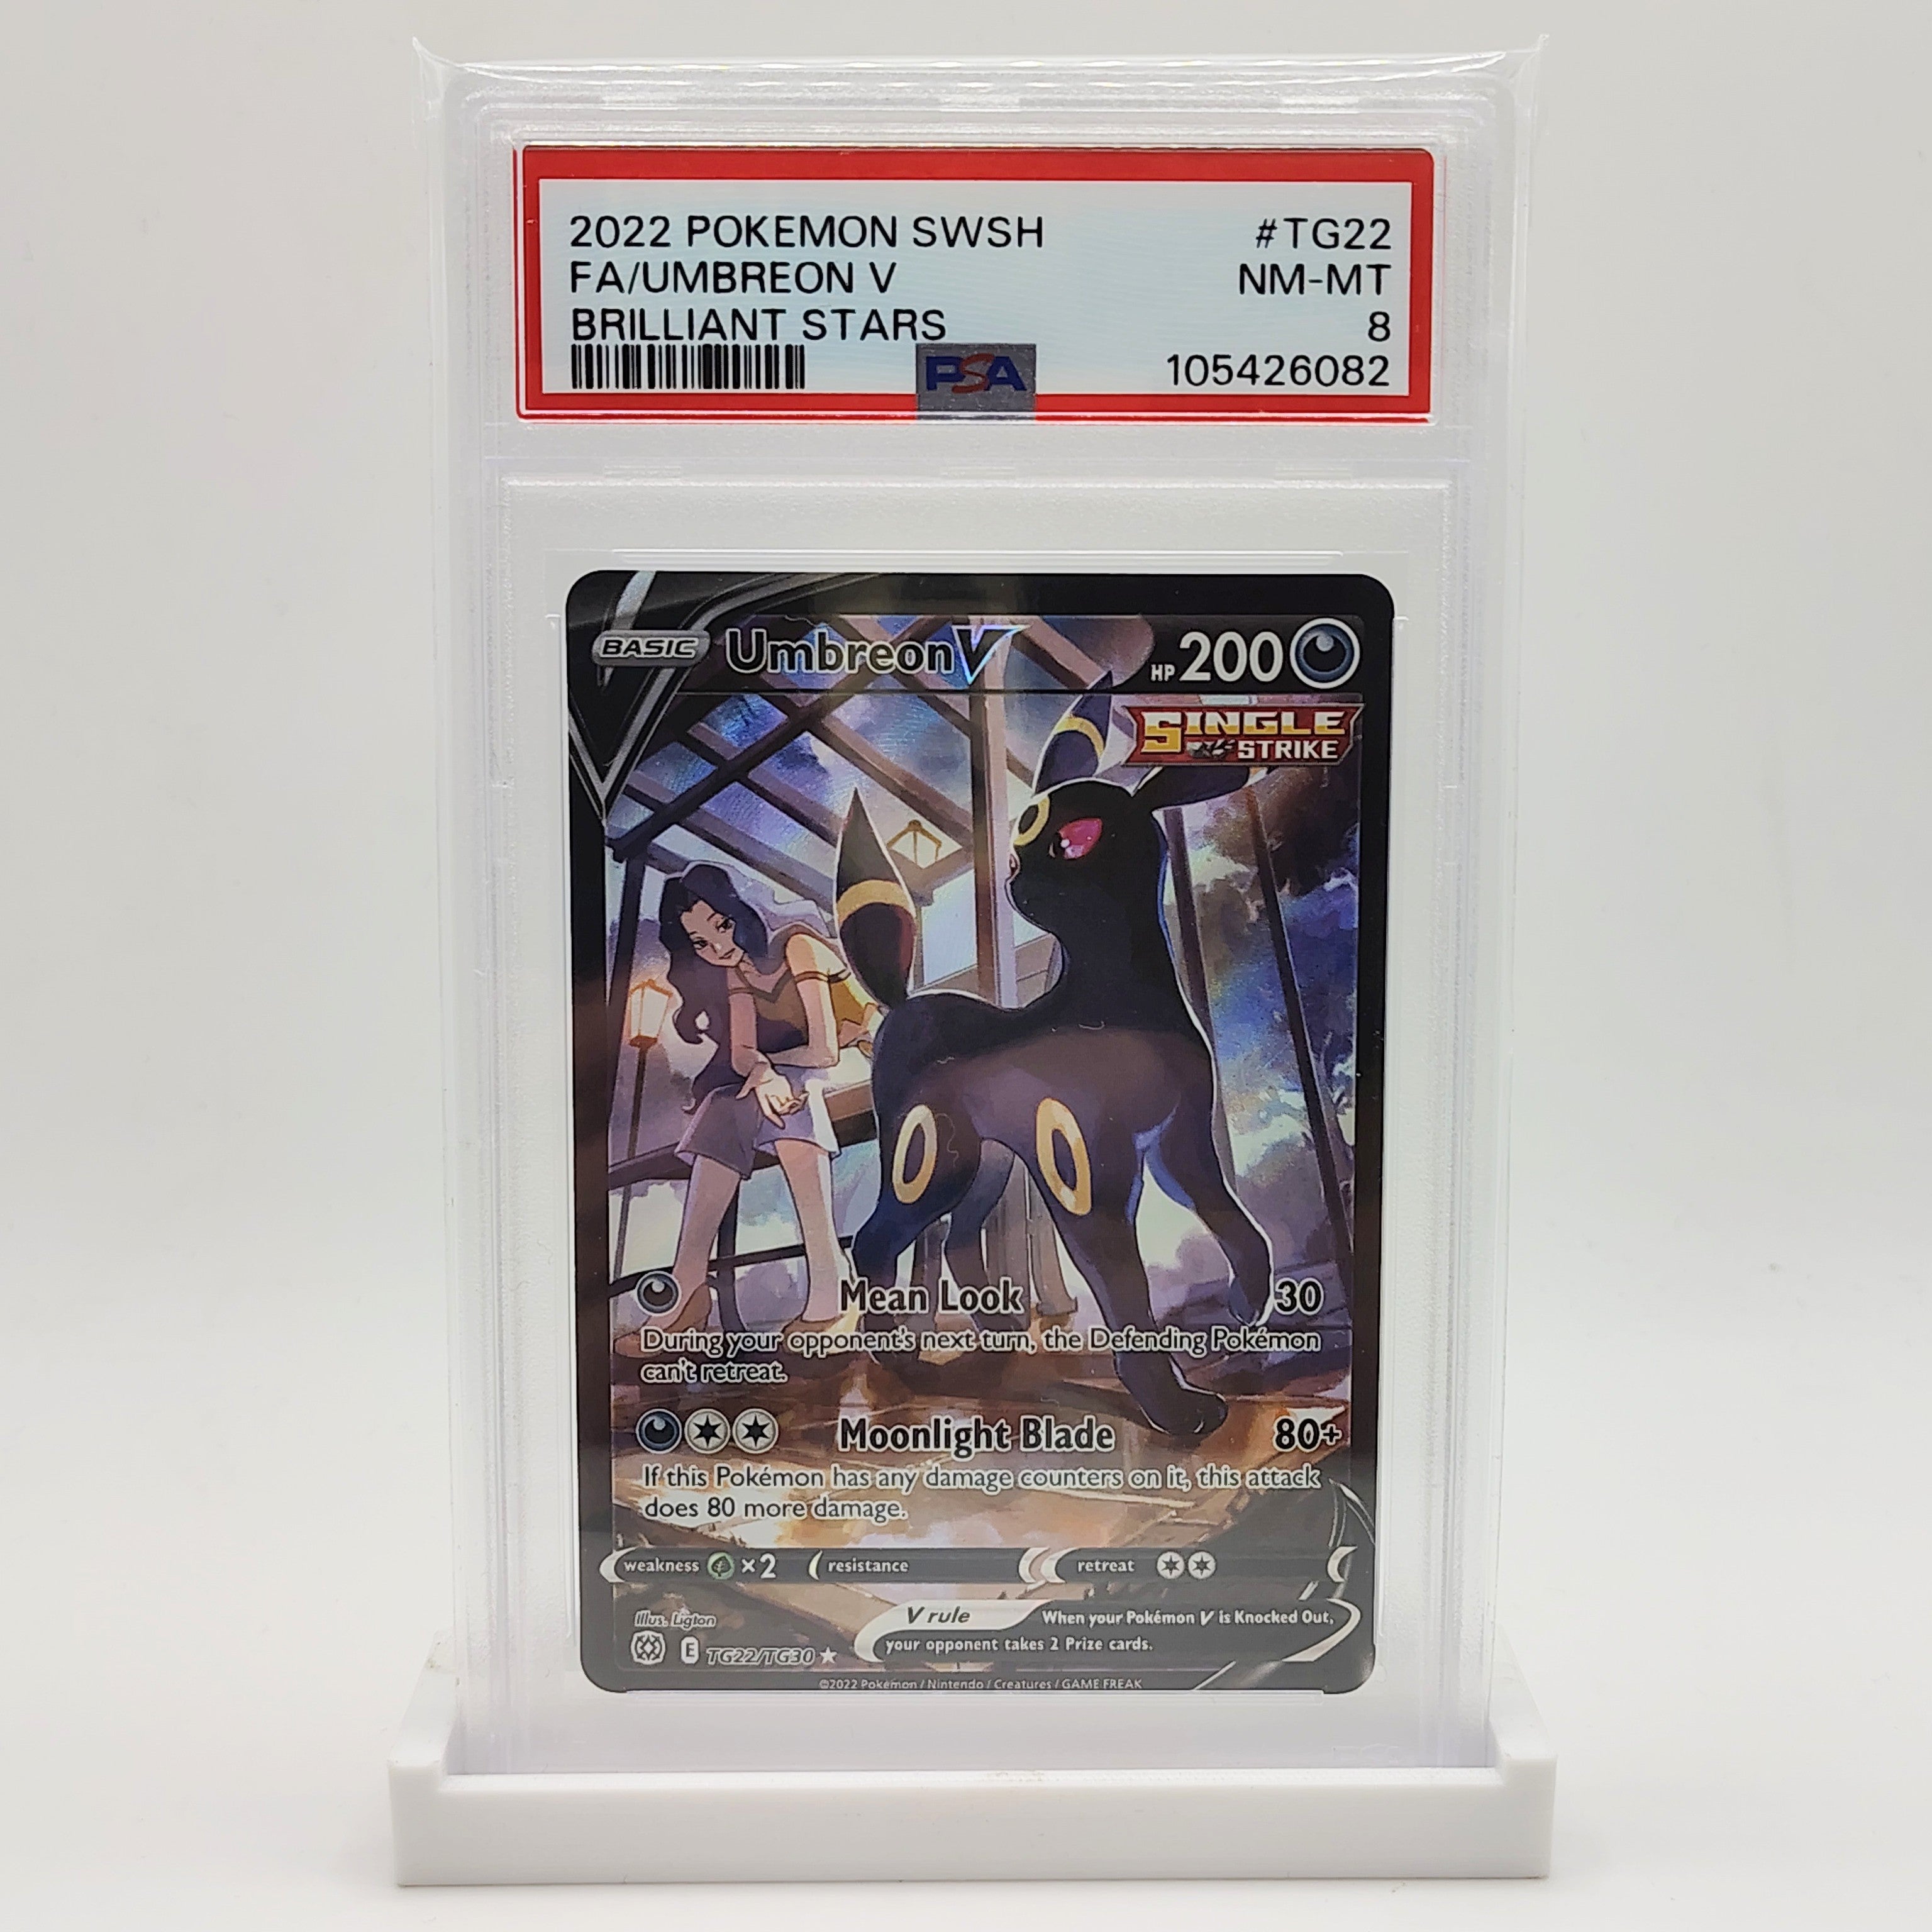 2022 POKEMON SWSH #TG22
FA/UMBREON V NM-MT
BRILLIANT STARS 8
PSA 105426082
BASIC Umbreon V HP 200
SINGLE
STRIKE
Mean Look 30
During your opponent's next turn, the Defending Pokémon
can't retreat.
Moonlight Blade 80+
If this Pokémon has any damage counters on it, this attack
does 80 more damage.
weakness ×2 resistance retreat
V rule When your Pokémon V is Knocked Out,
your opponent takes 2 Prize cards.
Illus. Ligton
E TG22/TG30
©2022 Pokémon / Nintendo / Creatures / GAME FREAK